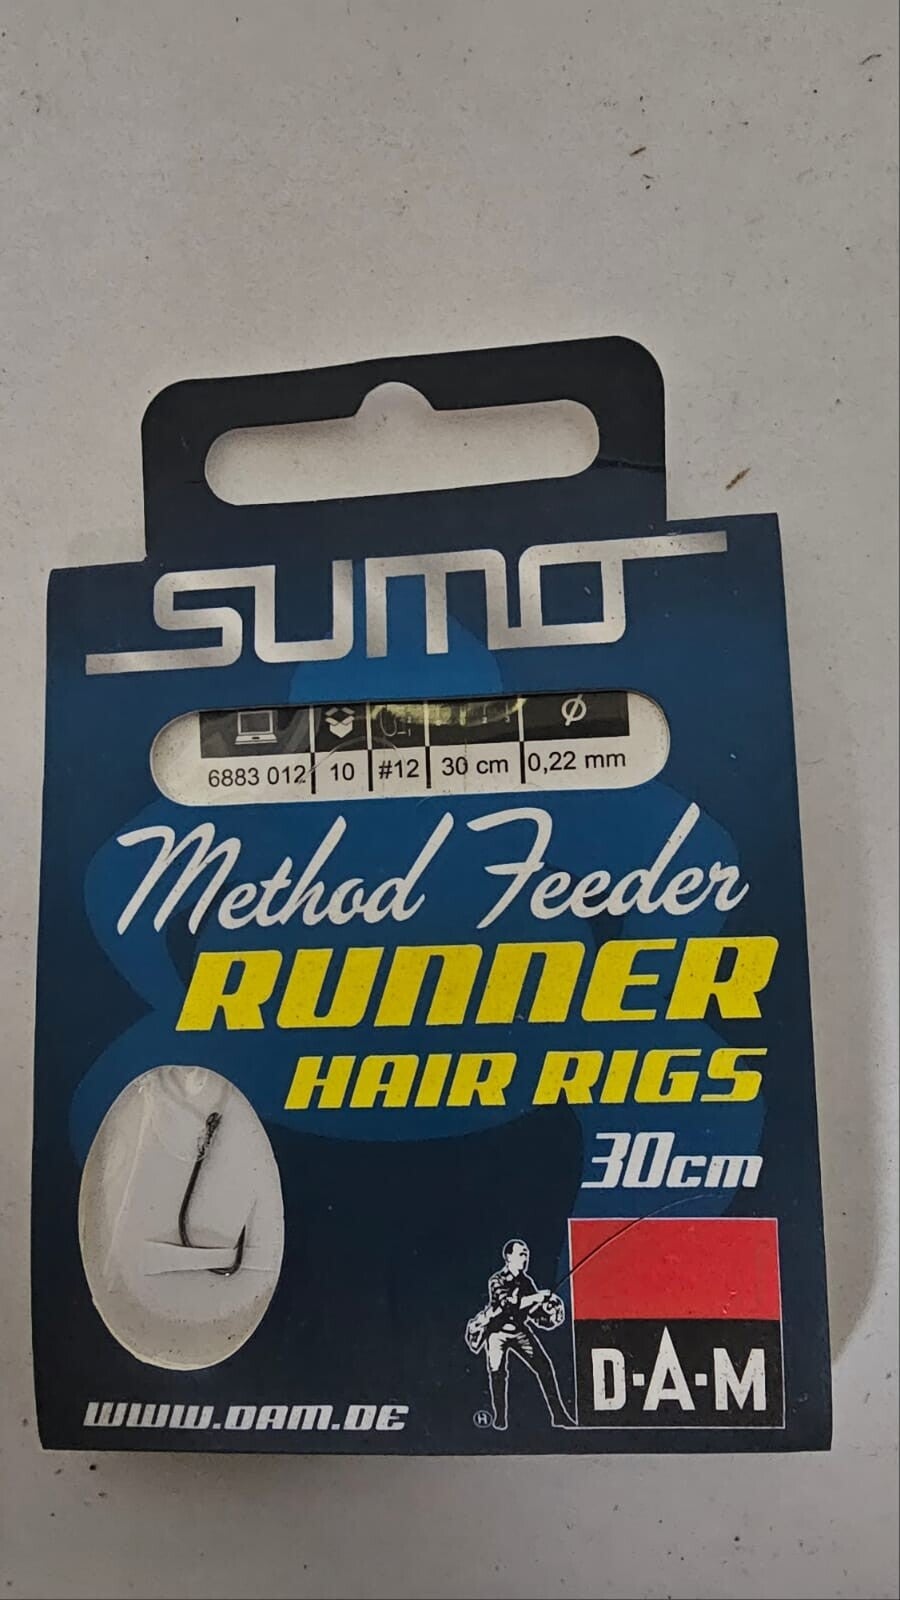 SUMO
6883 012 10 #12 30 cm 0,22 mm
Method Feeder
RUNNER
HAIR RIGS
30cm
D·A·M
WWW.DAM.DE